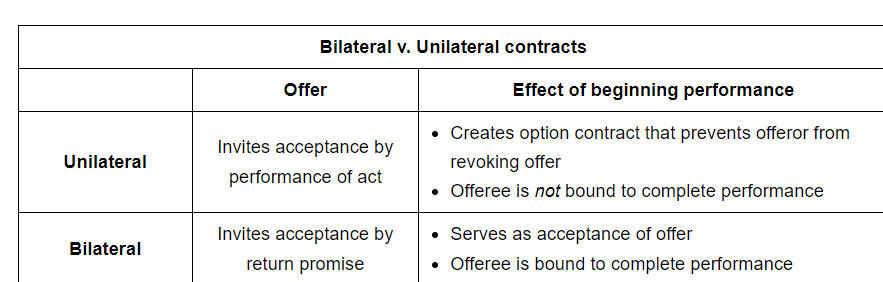 Bilateral v. Unilateral contracts
Offer
Effect of beginning performance
Unilateral
Invites acceptance by
performance of act
• Creates option contract that prevents offeror from
revoking offer
• Offeree is not bound to complete performance
Bilateral
Invites acceptance by
return promise
• Serves as acceptance of offer
• Offeree is bound to complete performance